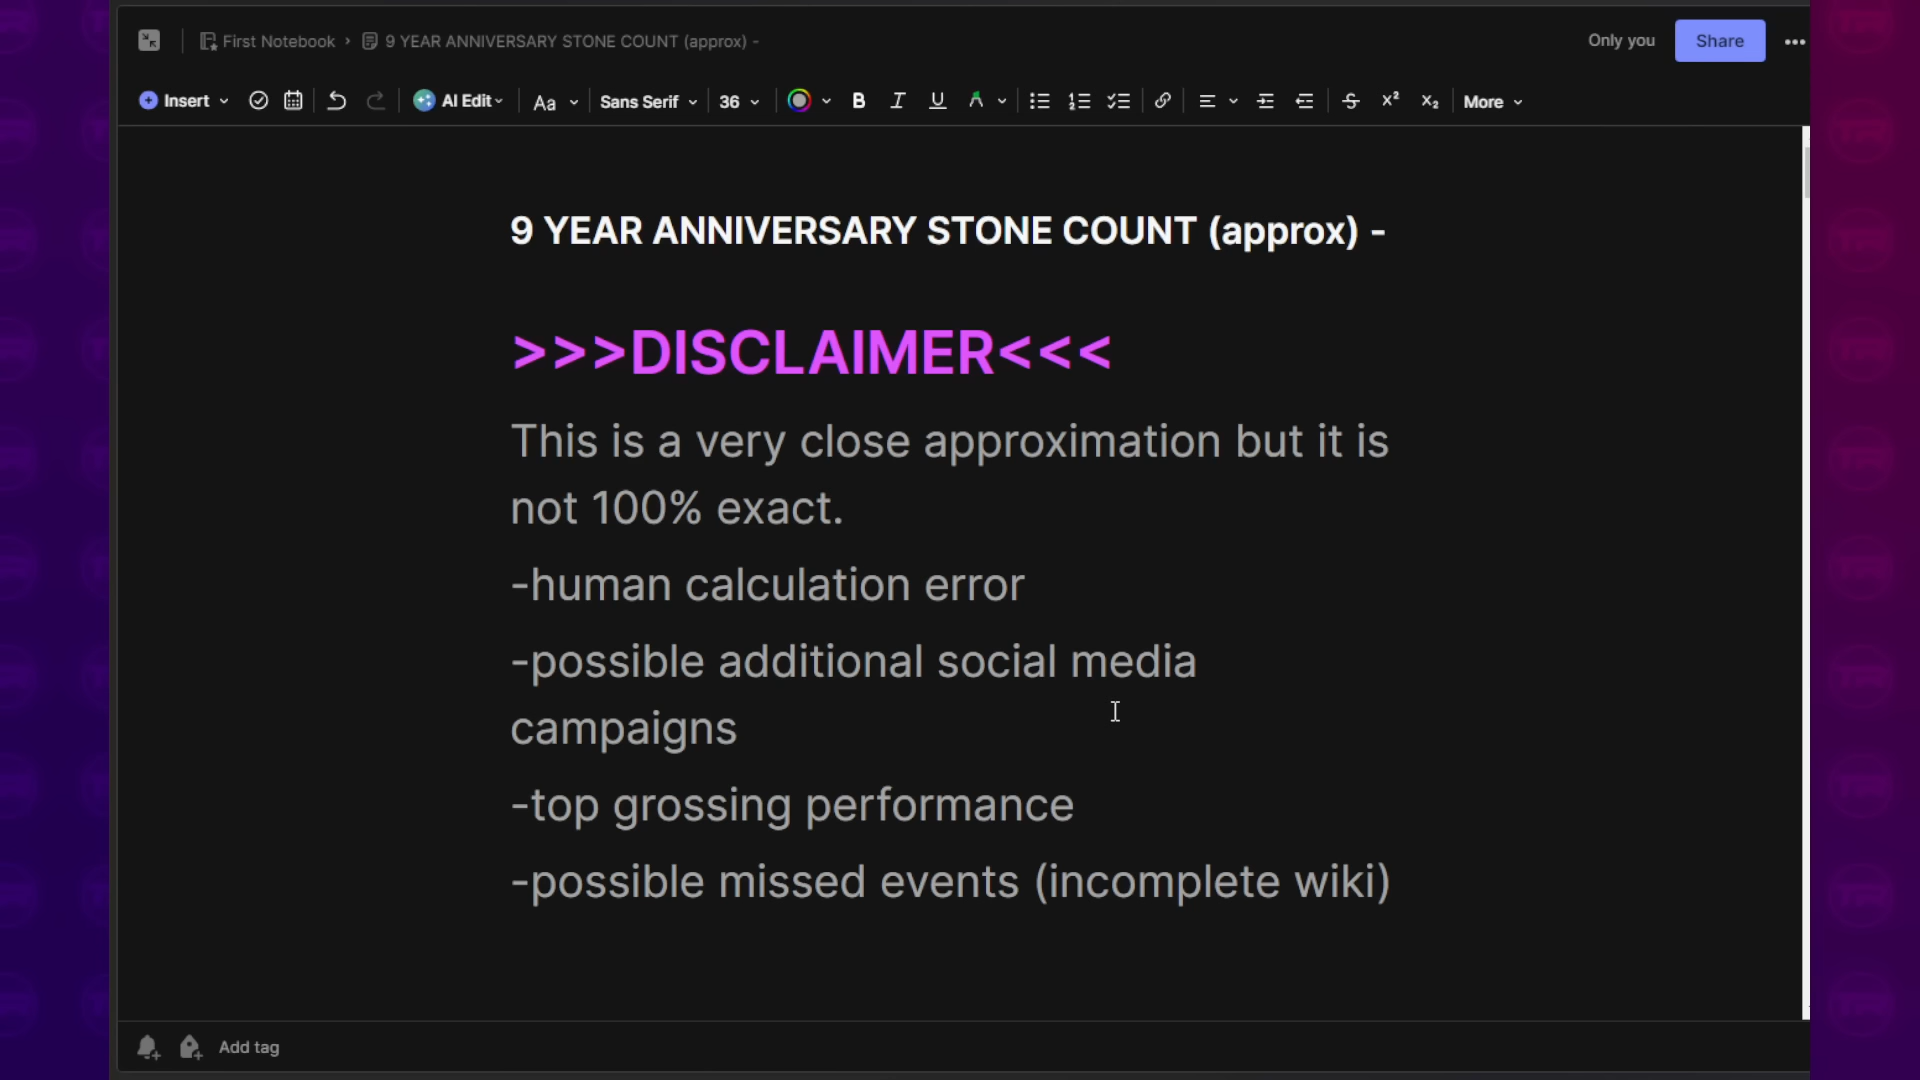 First Notebook › 9 YEAR ANNIVERSARY STONE COUNT (approx) -
Only you
Share
Insert
AI Edit
Aa
Sans Serif
36
B
I
U
A
S
x²
x₂
More
9 YEAR ANNIVERSARY STONE COUNT (approx) -
>>>DISCLAIMER<<<
This is a very close approximation but it is
not 100% exact.
-human calculation error
-possible additional social media
campaigns
-top grossing performance
-possible missed events (incomplete wiki)
Add tag